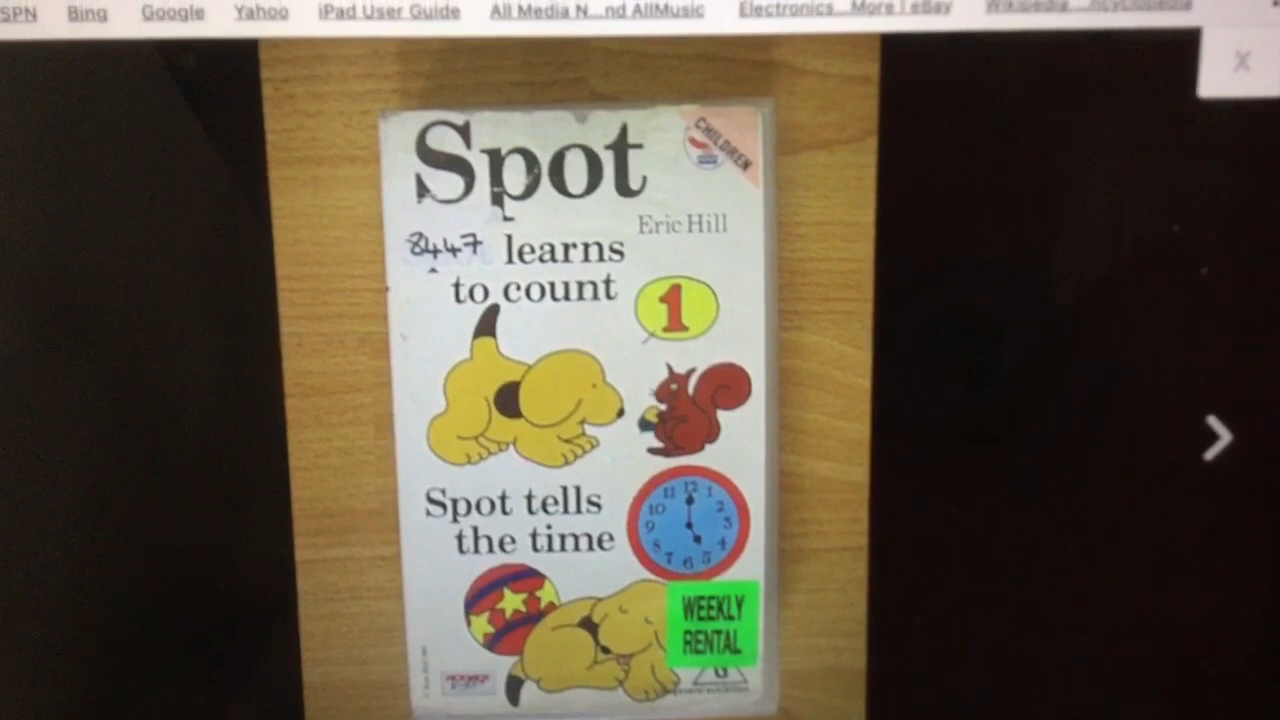 SPN Bing Google Yahoo iPad User Guide All Media N...nd AllMusic Electronics... More | eBay
X
Spot
CHILDREN
Eric Hill
8447 learns
to count
1
Spot tells
the time
12
11 1
10 2
9 3
8 4
7 5
6
WEEKLY
RENTAL
G